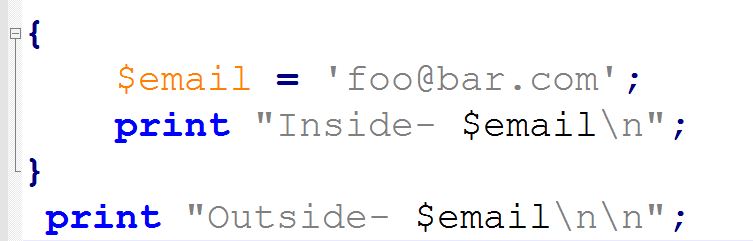 {
$email = 'foo@bar.com';
print "Inside- $email\n";
}
print "Outside- $email\n\n";